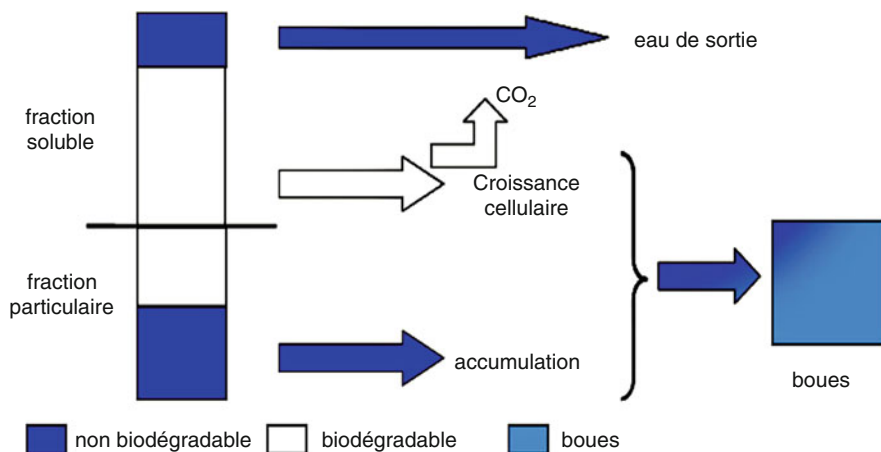 eau de sortie
CO₂
fraction
soluble
Croissance
cellulaire
fraction
particulaire
accumulation
boues
non biodégradable
biodégradable
boues